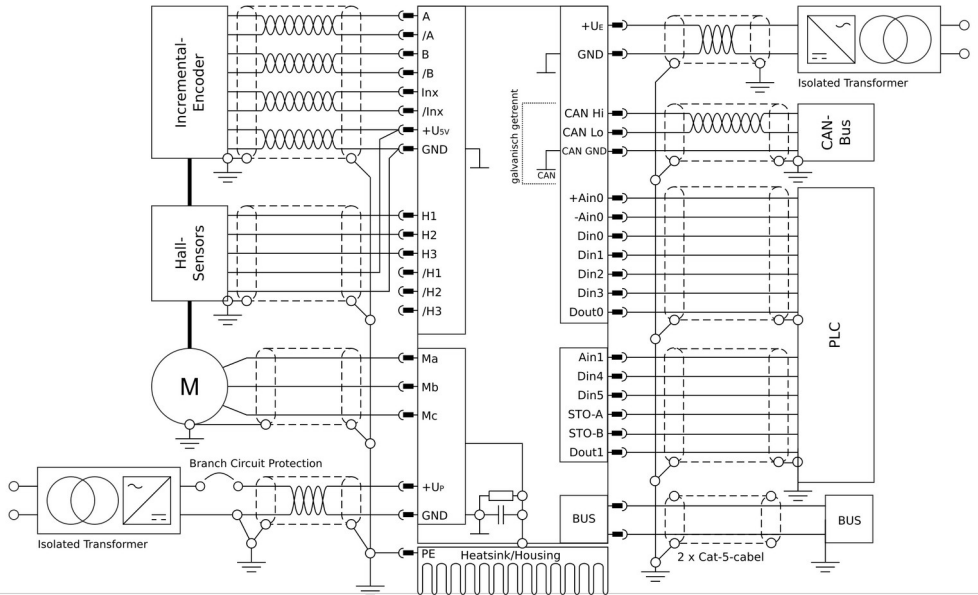 Incremental-
Encoder
A
/A
B
/B
Inx
/Inx
+U5V
GND
Hall-
Sensors
H1
H2
H3
/H1
/H2
/H3
M
Ma
Mb
Mc
Branch Circuit Protection
Isolated Transformer
+UP
GND
PE
Heatsink/Housing
+UE
GND
Isolated Transformer
galvanisch getrennt
CAN Hi
CAN Lo
CAN GND
CAN
CAN-
Bus
+Ain0
-Ain0
Din0
Din1
Din2
Din3
Dout0
PLC
Ain1
Din4
Din5
STO-A
STO-B
Dout1
BUS
BUS
2 x Cat-5-cabel